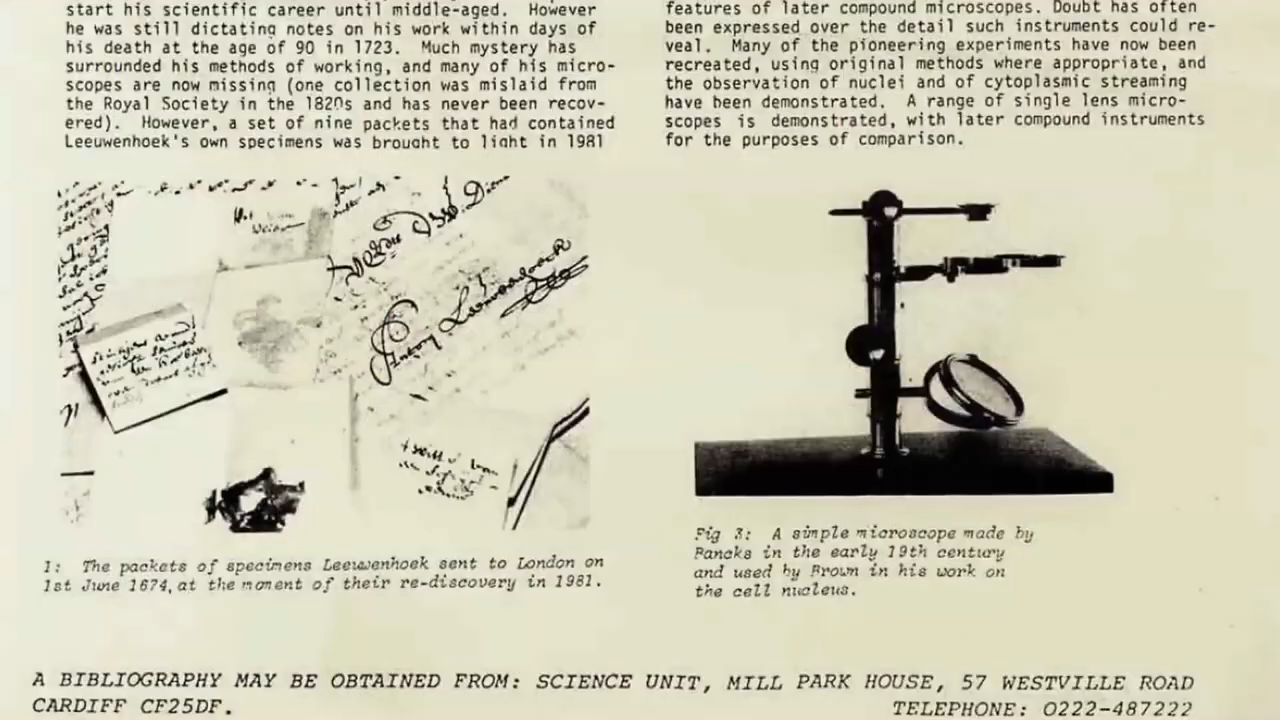 start his scientific career until middle-aged. However
he was still dictating notes on his work within days of
his death at the age of 90 in 1723. Much mystery has
surrounded his methods of working, and many of his micro-
scopes are now missing (one collection was mislaid from
the Royal Society in the 1820s and has never been recov-
ered). However, a set of nine packets that had contained
Leeuwenhoek's own specimens was brought to light in 1981
features of later compound microscopes. Doubt has often
been expressed over the detail such instruments could re-
veal. Many of the pioneering experiments have now been
recreated, using original methods where appropriate, and
the observation of nuclei and of cytoplasmic streaming
have been demonstrated. A range of single lens micro-
scopes is demonstrated, with later compound instruments
for the purposes of comparison.
Antony Leeuwenhoek
1: The packets of specimens Leeuwenhoek sent to London on
1st June 1674, at the moment of their re-discovery in 1981.
Fig 3: A simple microscope made by
Bancks in the early 19th century
and used by Brown in his work on
the cell nucleus.
A BIBLIOGRAPHY MAY BE OBTAINED FROM: SCIENCE UNIT, MILL PARK HOUSE, 57 WESTVILLE ROAD
CARDIFF CF25DF. TELEPHONE: 0222-487222